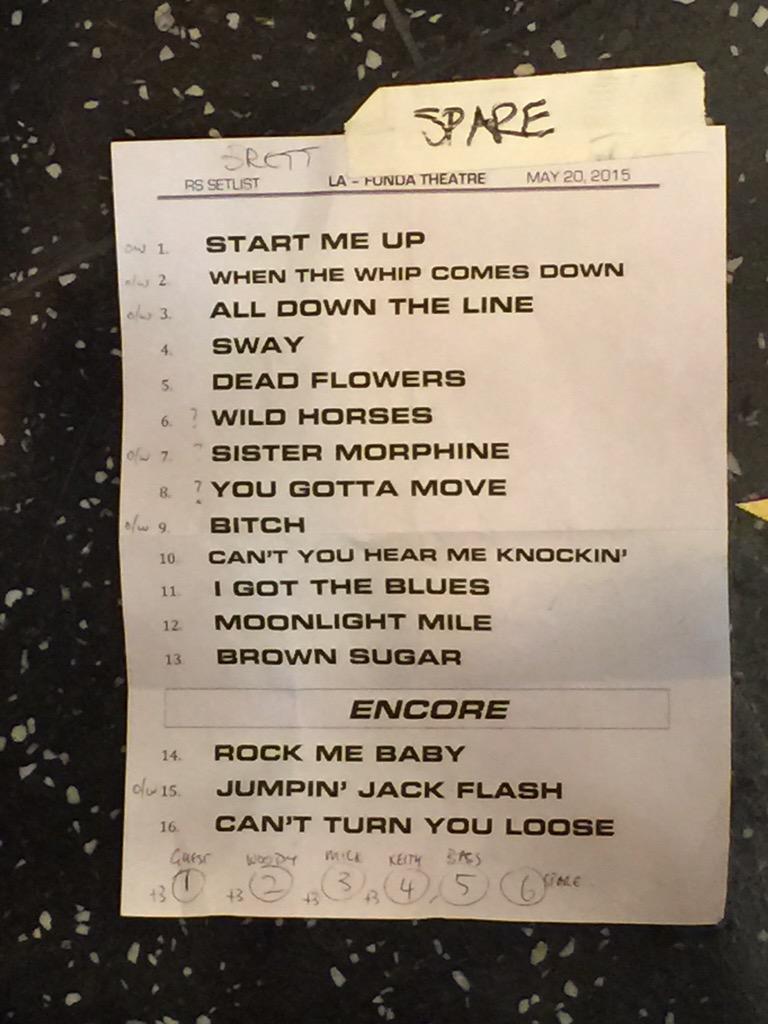 SPARE
BRETT
RS SETLIST LA - FONDA THEATRE MAY 20, 2015
o/w 1. START ME UP
o/w 2. WHEN THE WHIP COMES DOWN
o/w 3. ALL DOWN THE LINE
4. SWAY
5. DEAD FLOWERS
6. ? WILD HORSES
o/w 7. ? SISTER MORPHINE
8. ? YOU GOTTA MOVE
o/w 9. BITCH
10. CAN'T YOU HEAR ME KNOCKIN'
11. I GOT THE BLUES
12. MOONLIGHT MILE
13. BROWN SUGAR
ENCORE
14. ROCK ME BABY
o/w 15. JUMPIN' JACK FLASH
16. CAN'T TURN YOU LOOSE
GUEST WOODY MICK KEITH BASS
+3 1 +3 2 +3 3 +3 4 5 6 SPARE